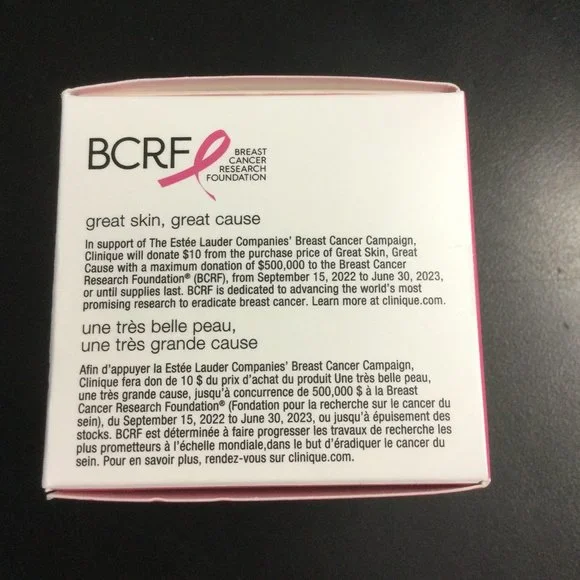 BCRF
BREAST
CANCER
RESEARCH
FOUNDATION
great skin, great cause
In support of The Estée Lauder Companies' Breast Cancer Campaign,
Clinique will donate $10 from the purchase price of Great Skin, Great
Cause with a maximum donation of $500,000 to the Breast Cancer
Research Foundation® (BCRF), from September 15, 2022 to June 30, 2023,
or until supplies last. BCRF is dedicated to advancing the world's most
promising research to eradicate breast cancer. Learn more at clinique.com.
une très belle peau,
une très grande cause
Afin d'appuyer la Estée Lauder Companies' Breast Cancer Campaign,
Clinique fera don de 10 $ du prix d'achat du produit Une très belle peau,
une très grande cause, jusqu'à concurrence de 500,000 $ à la Breast
Cancer Research Foundation® (Fondation pour la recherche sur le cancer du
sein), du September 15, 2022 to June 30, 2023, ou jusqu'à épuisement des
stocks. BCRF est déterminée à faire progresser les travaux de recherche les
plus prometteurs à l'échelle mondiale,dans le but d'éradiquer le cancer du
sein. Pour en savoir plus, rendez-vous sur clinique.com.